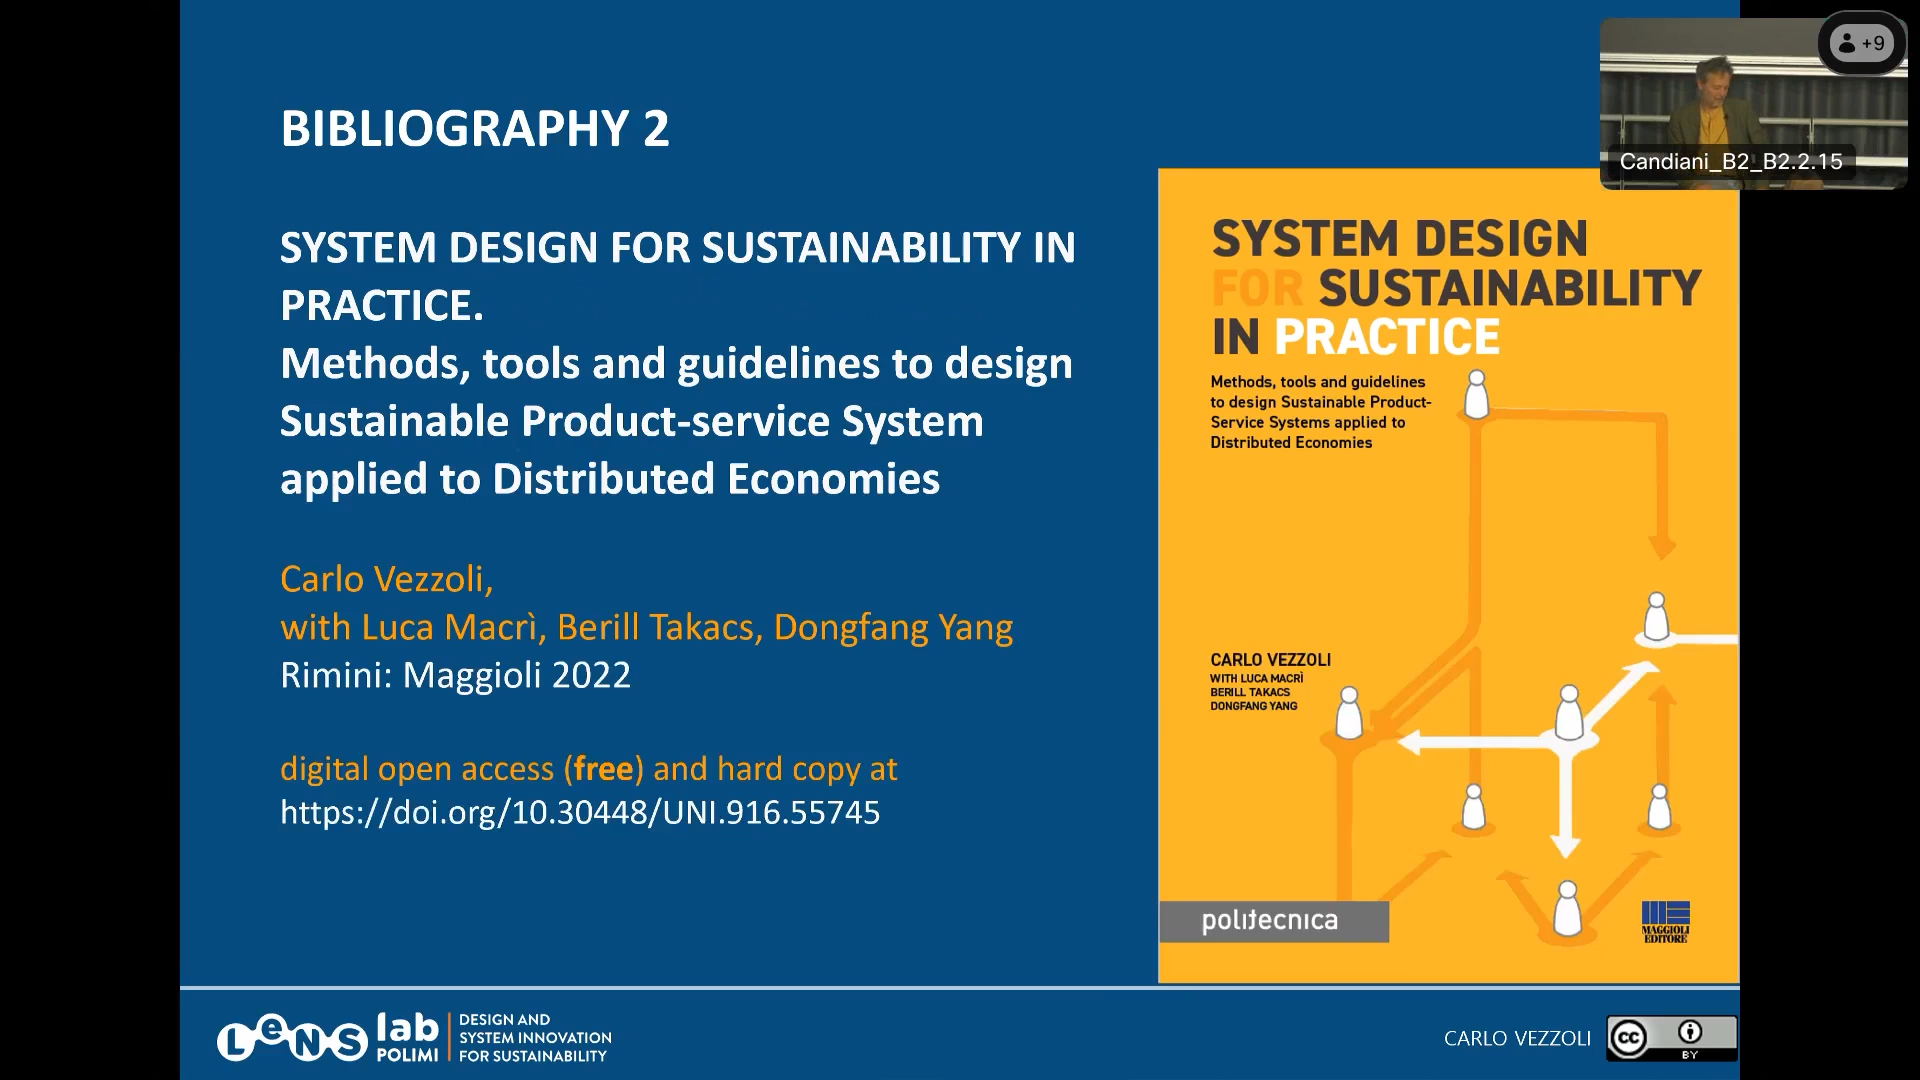 BIBLIOGRAPHY 2
SYSTEM DESIGN FOR SUSTAINABILITY IN
PRACTICE.
Methods, tools and guidelines to design
Sustainable Product-service System
applied to Distributed Economies
Carlo Vezzoli,
with Luca Macrì, Berill Takacs, Dongfang Yang
Rimini: Maggioli 2022
digital open access (free) and hard copy at
https://doi.org/10.30448/UNI.916.55745
+9
Candiani_B2_B2.2.15
SYSTEM DESIGN
FOR SUSTAINABILITY
IN PRACTICE
Methods, tools and guidelines
to design Sustainable Product-
Service Systems applied to
Distributed Economies
CARLO VEZZOLI
WITH LUCA MACRÌ
BERILL TAKACS
DONGFANG YANG
politecnica
MAGGIOLI
EDITORE
LeNS lab
POLIMI
DESIGN AND
SYSTEM INNOVATION
FOR SUSTAINABILITY
CARLO VEZZOLI
cc
BY